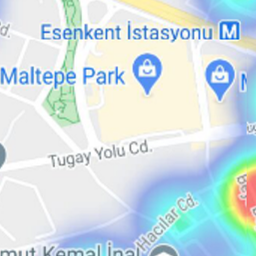 Esenkent İstasyonu M
Maltepe Park
Tugay Yolu Cd.
Hacılar Cd.
mut Kemal İnal